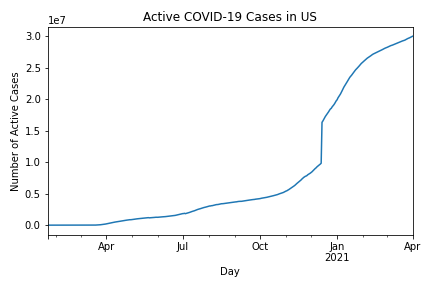 Active COVID-19 Cases in US
1e7
Number of Active Cases
3.0
2.5
2.0
1.5
1.0
0.5
0.0
Apr
Jul
Oct
Jan
2021
Apr
Day